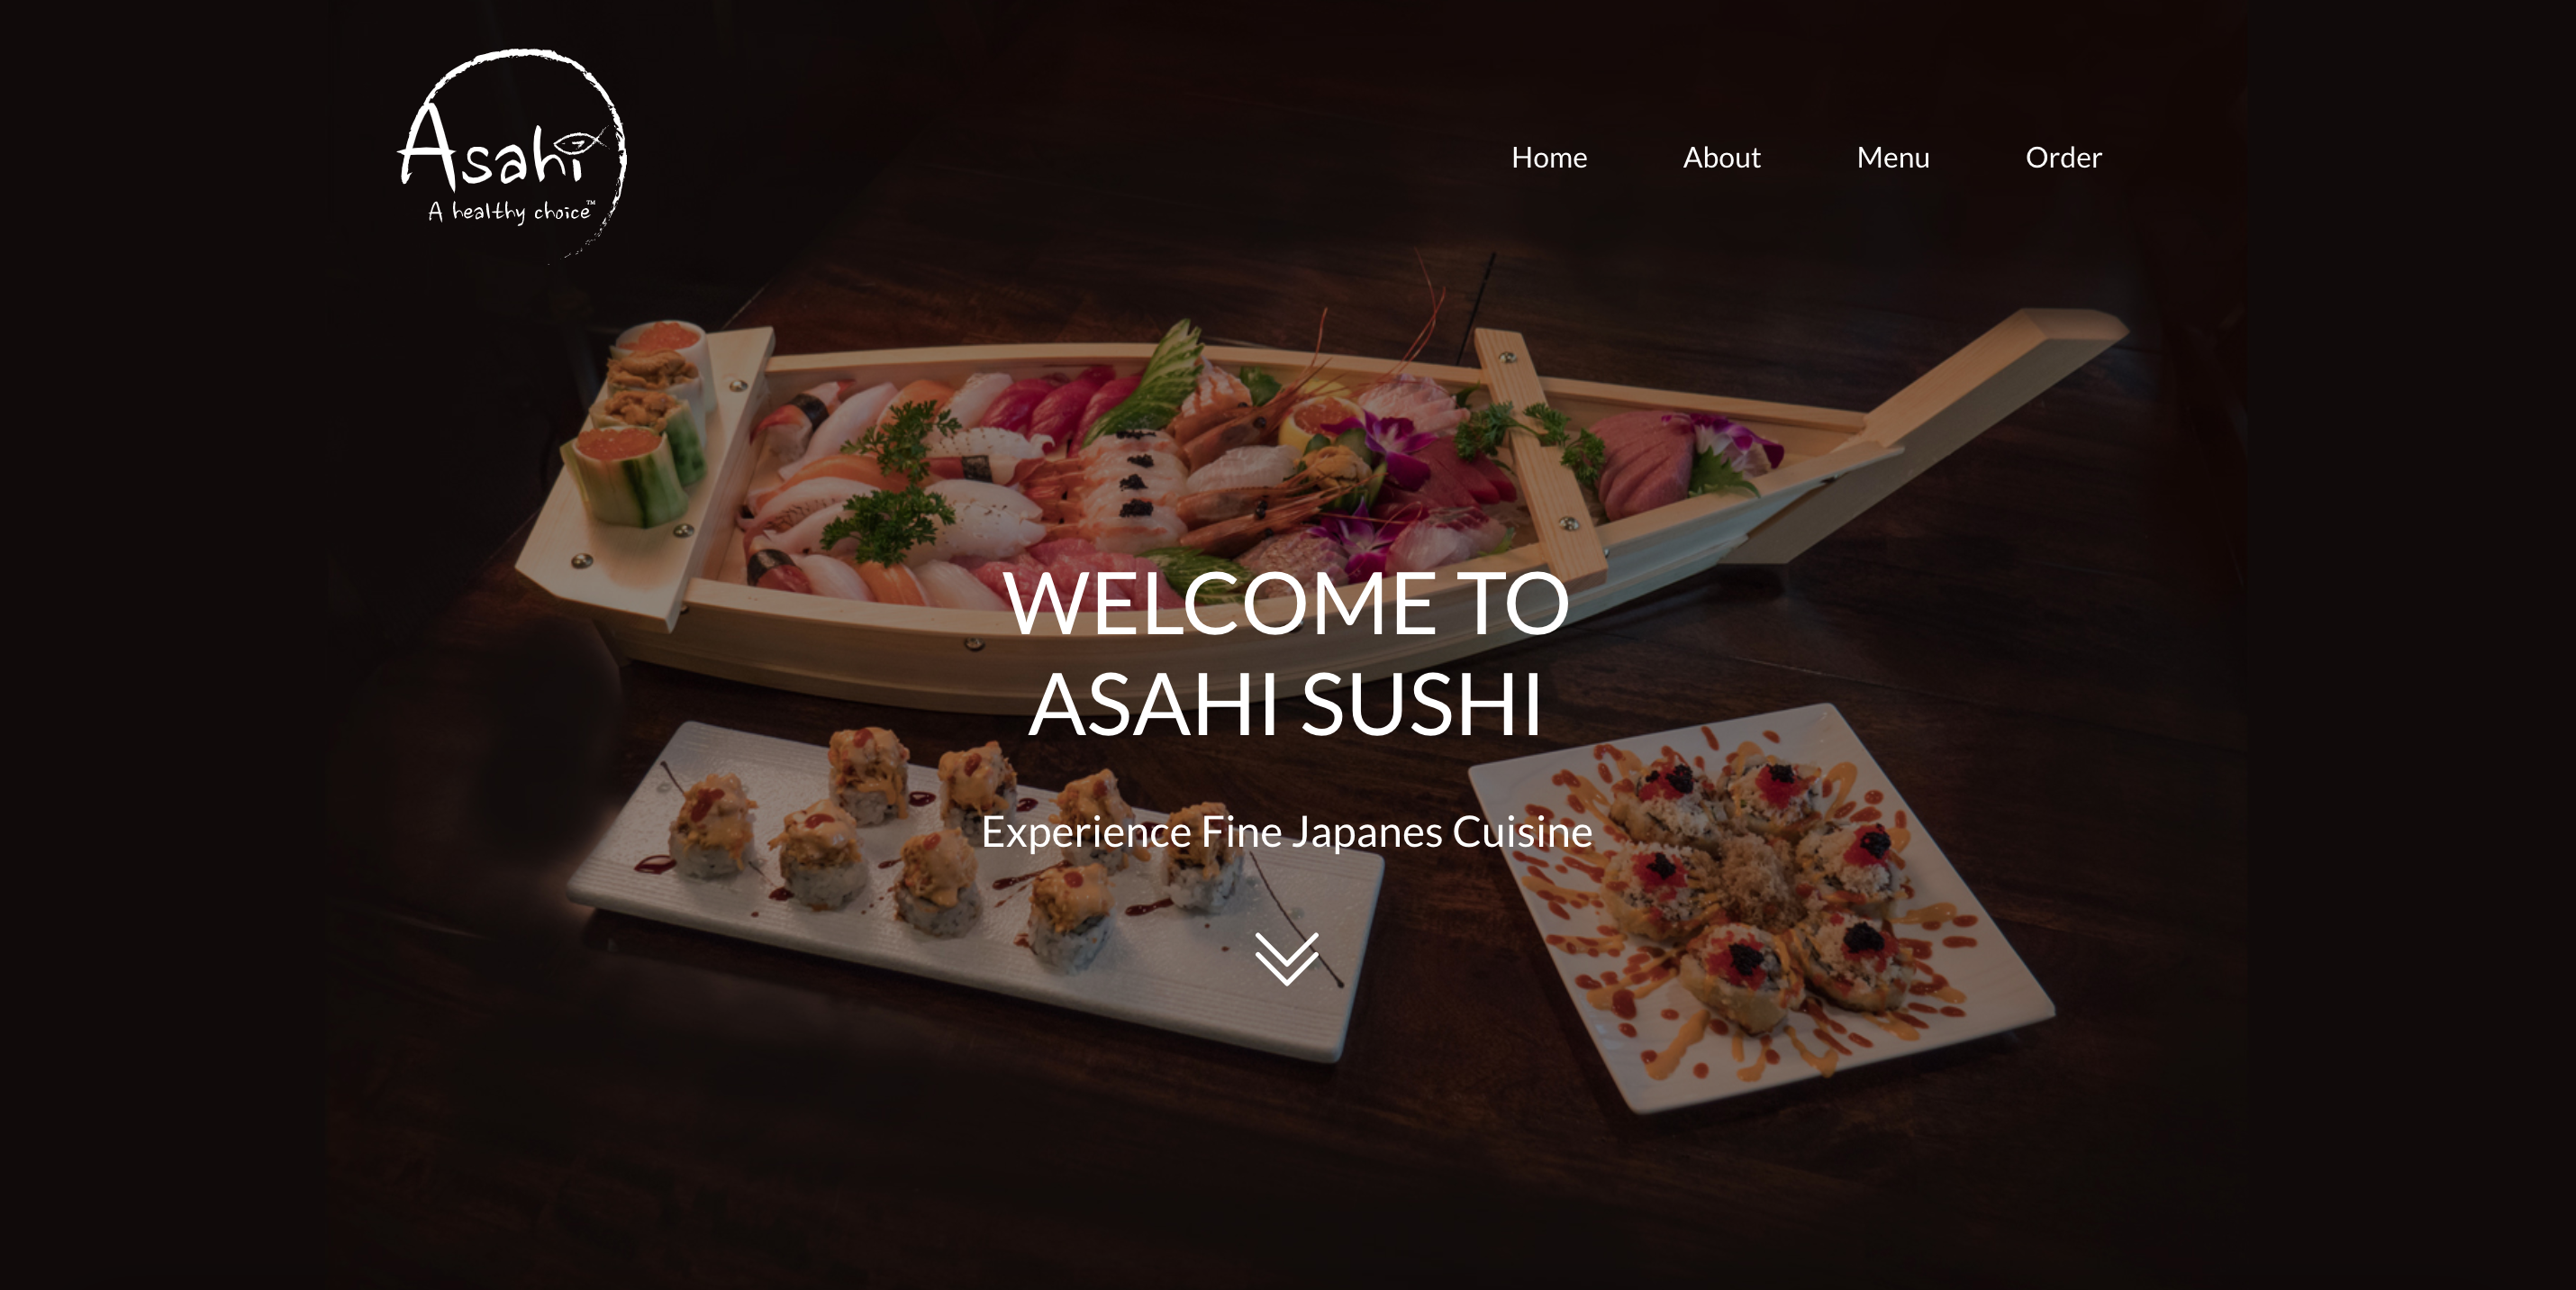 Asahi
A healthy choice™
Home About Menu Order
WELCOME TO
ASAHI SUSHI
Experience Fine Japanes Cuisine